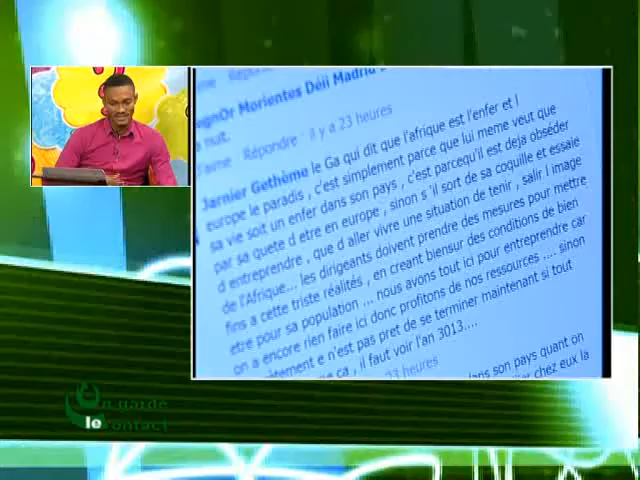 Répondre
Morientes Déli Madrid
nuit.
J'aime Répondre · il y a 23 heures
Jarnier Gethème le Ga qui dit que l'afrique est l'enfer et l
europe le paradis , c'est simplement parce que lui meme veut que
sa vie soit un enfer dans son pays , c'est parcequ'il est deja obséder
par sa quete d etre en europe , sinon s 'il sort de sa coquille et essaie
d entreprendre , que d aller vivre une situation de tenir , salir l image
de l'Afrique... les dirigeants doivent prendre des mesures pour mettre
fins a cette triste réalités , en creant biensur des conditions de bien
etre pour sa population ... nous avons tout ici pour entreprendre car
on a encore rien faire ici donc profitons de nos ressources .... sinon
e n'est pas pret de se terminer maintenant si tout
ca , il faut voir l'an 3013....
23 heures
dans son pays quant on
chez eux la
On garde
le contact